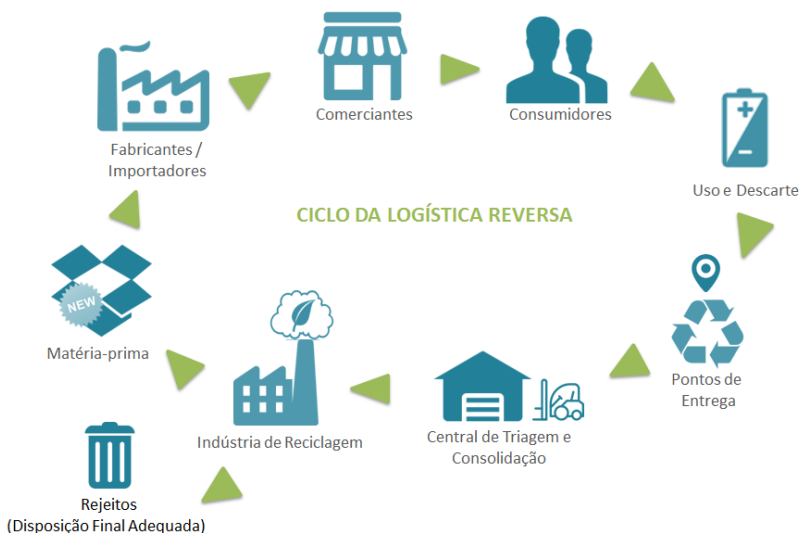 Comerciantes
Consumidores
Fabricantes /
Importadores
Uso e Descarte
CICLO DA LOGÍSTICA REVERSA
NEW
Matéria-prima
Pontos de
Entrega
Central de Triagem e
Consolidação
Indústria de Reciclagem
Rejeitos
(Disposição Final Adequada)